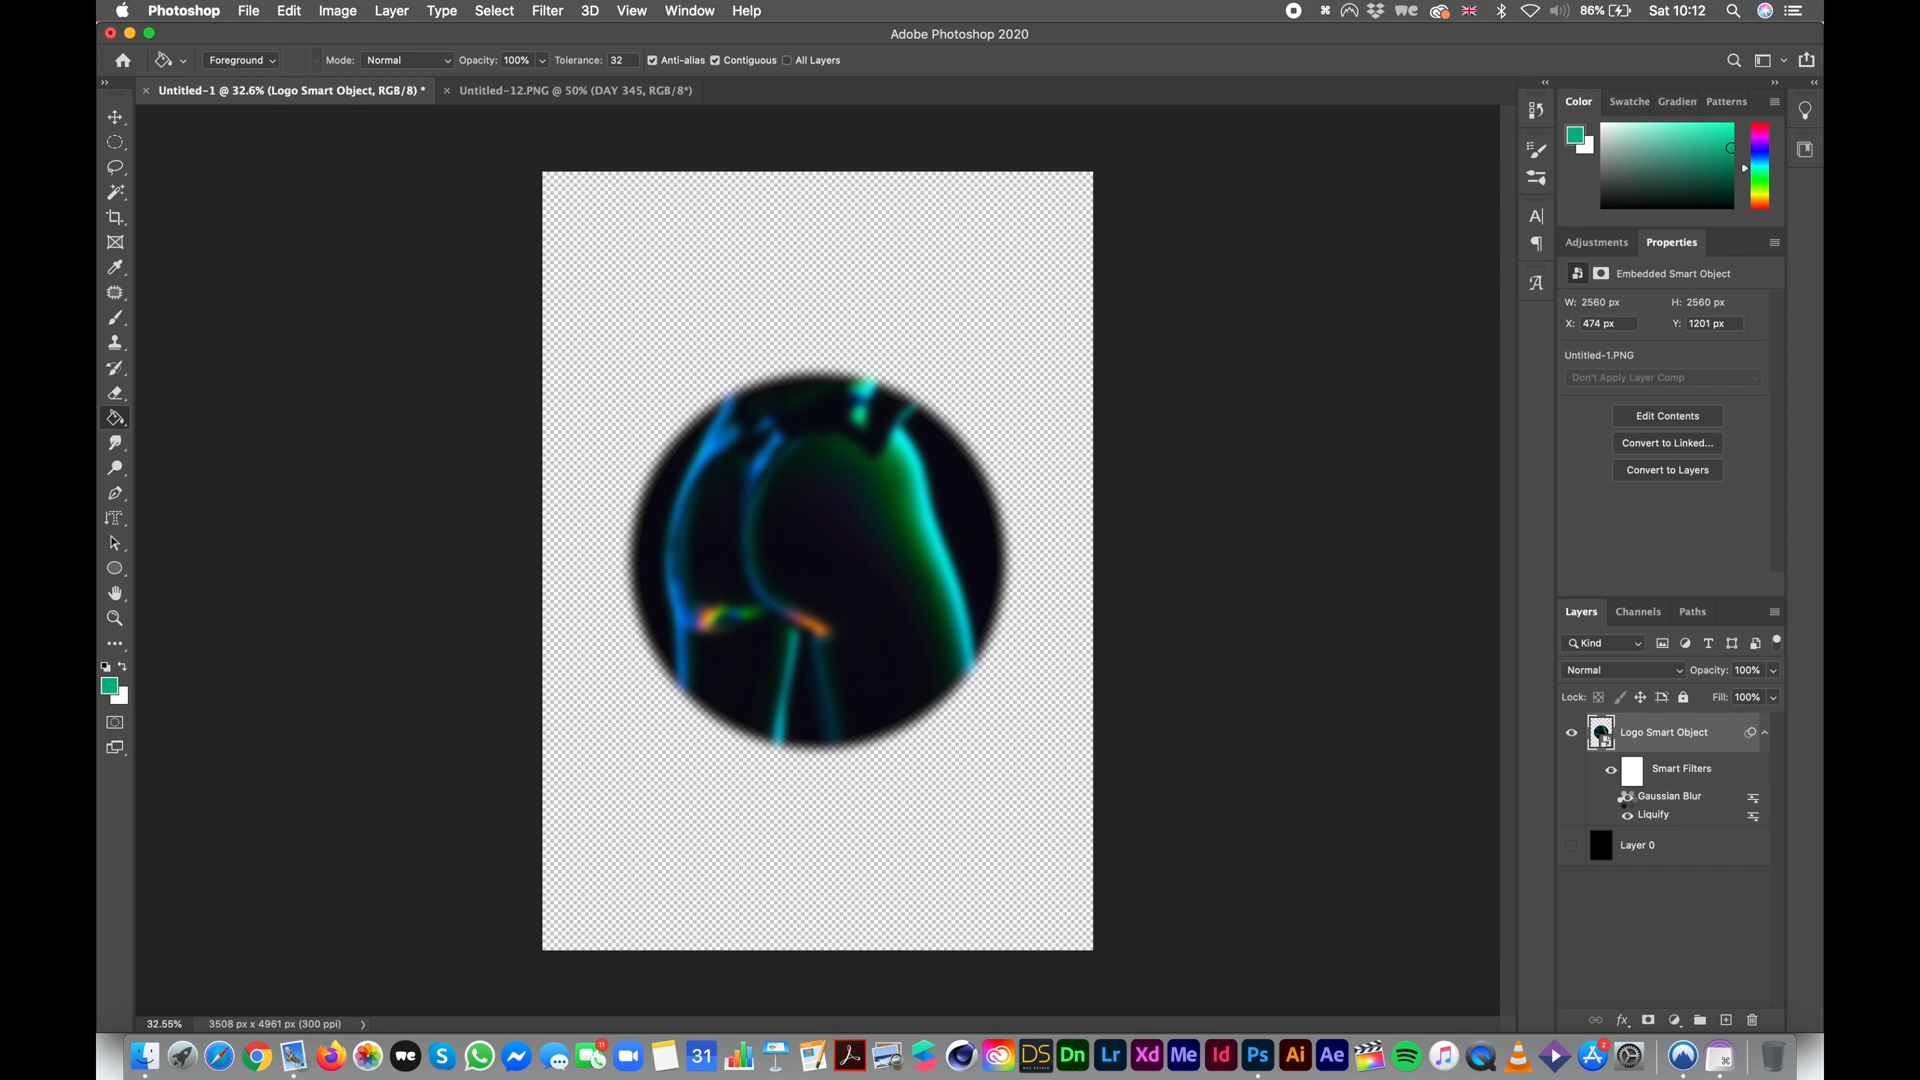 Photoshop File Edit Image Layer Type Select Filter 3D View Window Help 86% Sat 10:12
Adobe Photoshop 2020
Foreground Mode: Normal Opacity: 100% Tolerance: 32 Anti-alias Contiguous All Layers
Untitled-1 @ 32.6% (Logo Smart Object, RGB/8) * Untitled-12.PNG @ 50% (DAY 345, RGB/8*)
Color Swatche Gradien Patterns
Adjustments Properties
Embedded Smart Object
W: 2560 px H: 2560 px
X: 474 px Y: 1201 px
Untitled-1.PNG
Don't Apply Layer Comp
Edit Contents
Convert to Linked...
Convert to Layers
Layers Channels Paths
Kind
Normal Opacity: 100%
Lock: Fill: 100%
Logo Smart Object
Smart Filters
Gaussian Blur
Liquify
Layer 0
fx
32.55% 3508 px x 4961 px (300 ppi)
we 11 31 DS Dn Lr Xd Me Id Ps Ai Ae 2